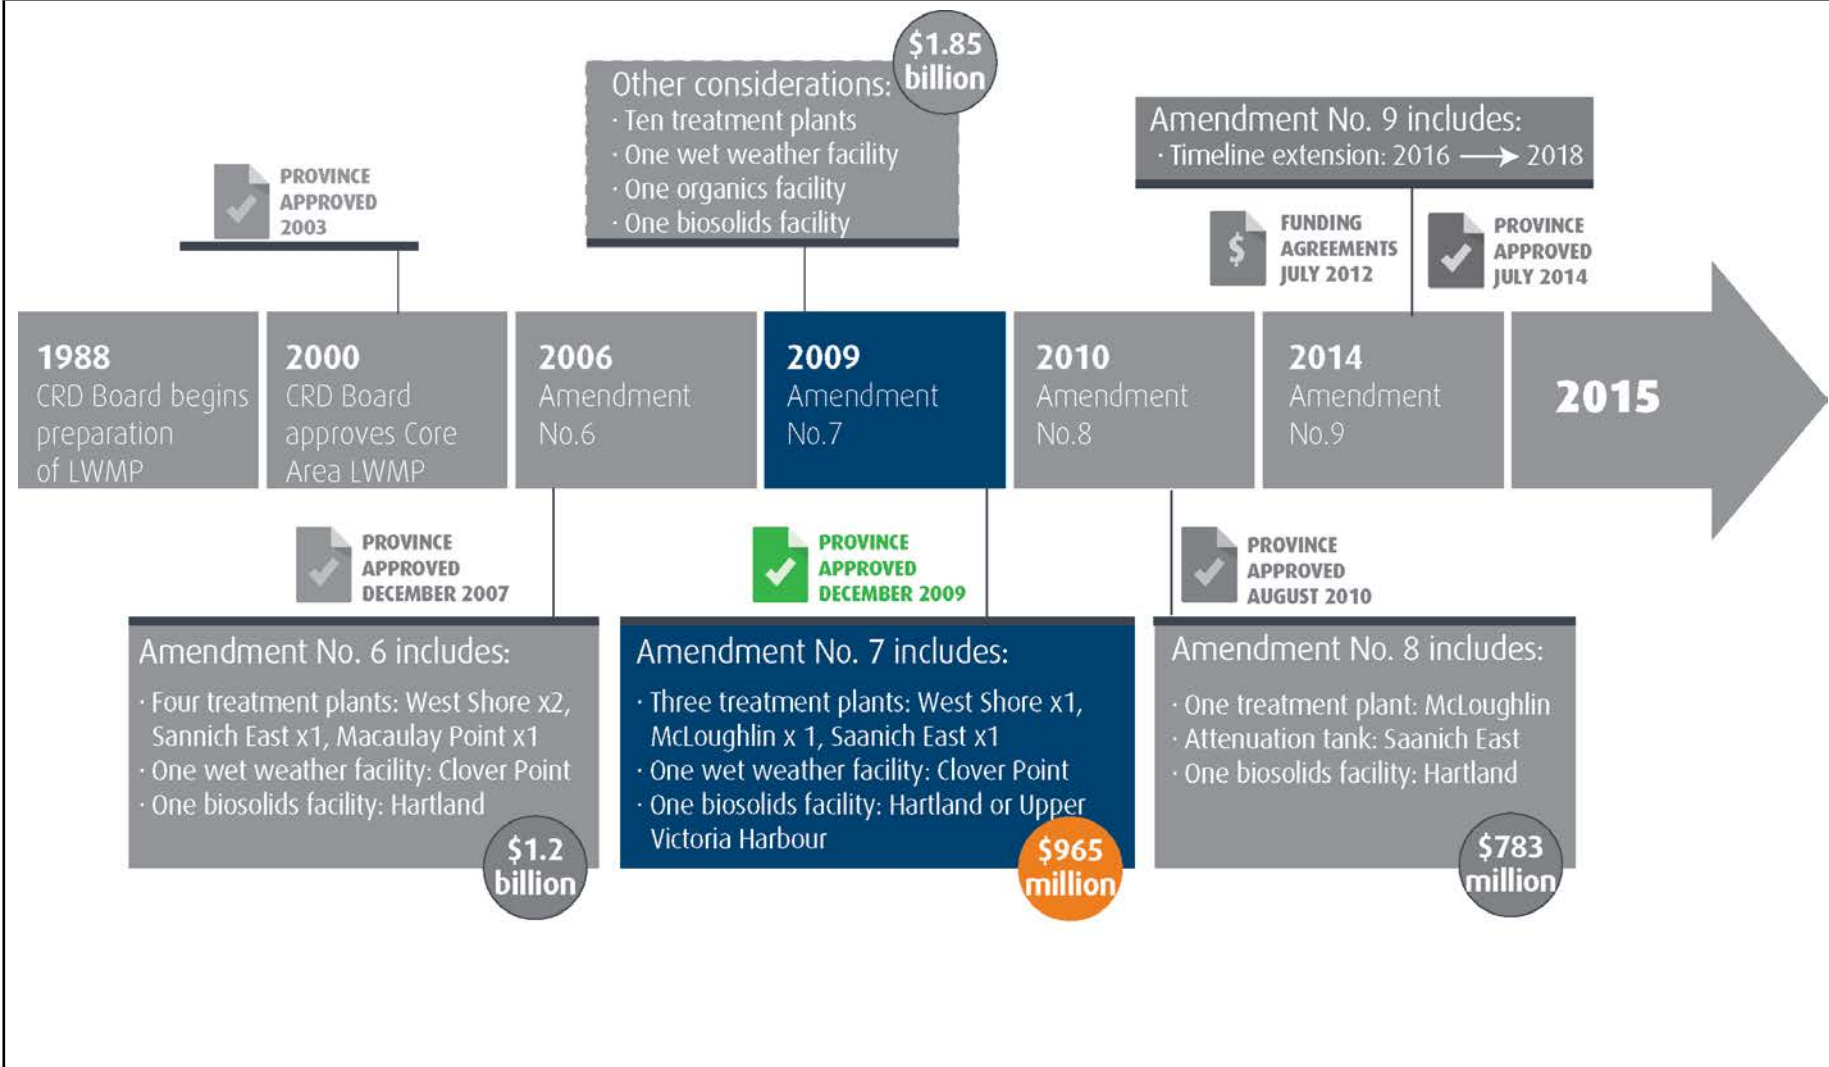 $1.85
billion
Other considerations:
· Ten treatment plants
· One wet weather facility
· One organics facility
· One biosolids facility
Amendment No. 9 includes:
· Timeline extension: 2016 → 2018
PROVINCE
APPROVED
2003
$
FUNDING
AGREEMENTS
JULY 2012
PROVINCE
APPROVED
JULY 2014
1988
CRD Board begins
preparation
of LWMP
2000
CRD Board
approves Core
Area LWMP
2006
Amendment
No.6
2009
Amendment
No.7
2010
Amendment
No.8
2014
Amendment
No.9
2015
PROVINCE
APPROVED
DECEMBER 2007
PROVINCE
APPROVED
DECEMBER 2009
PROVINCE
APPROVED
AUGUST 2010
Amendment No. 6 includes:
· Four treatment plants: West Shore x2,
Sannich East x1, Macaulay Point x1
· One wet weather facility: Clover Point
· One biosolids facility: Hartland
$1.2
billion
Amendment No. 7 includes:
· Three treatment plants: West Shore x1,
McLoughlin x 1, Saanich East x1
· One wet weather facility: Clover Point
· One biosolids facility: Hartland or Upper
Victoria Harbour
$965
million
Amendment No. 8 includes:
· One treatment plant: McLoughlin
· Attenuation tank: Saanich East
· One biosolids facility: Hartland
$783
million